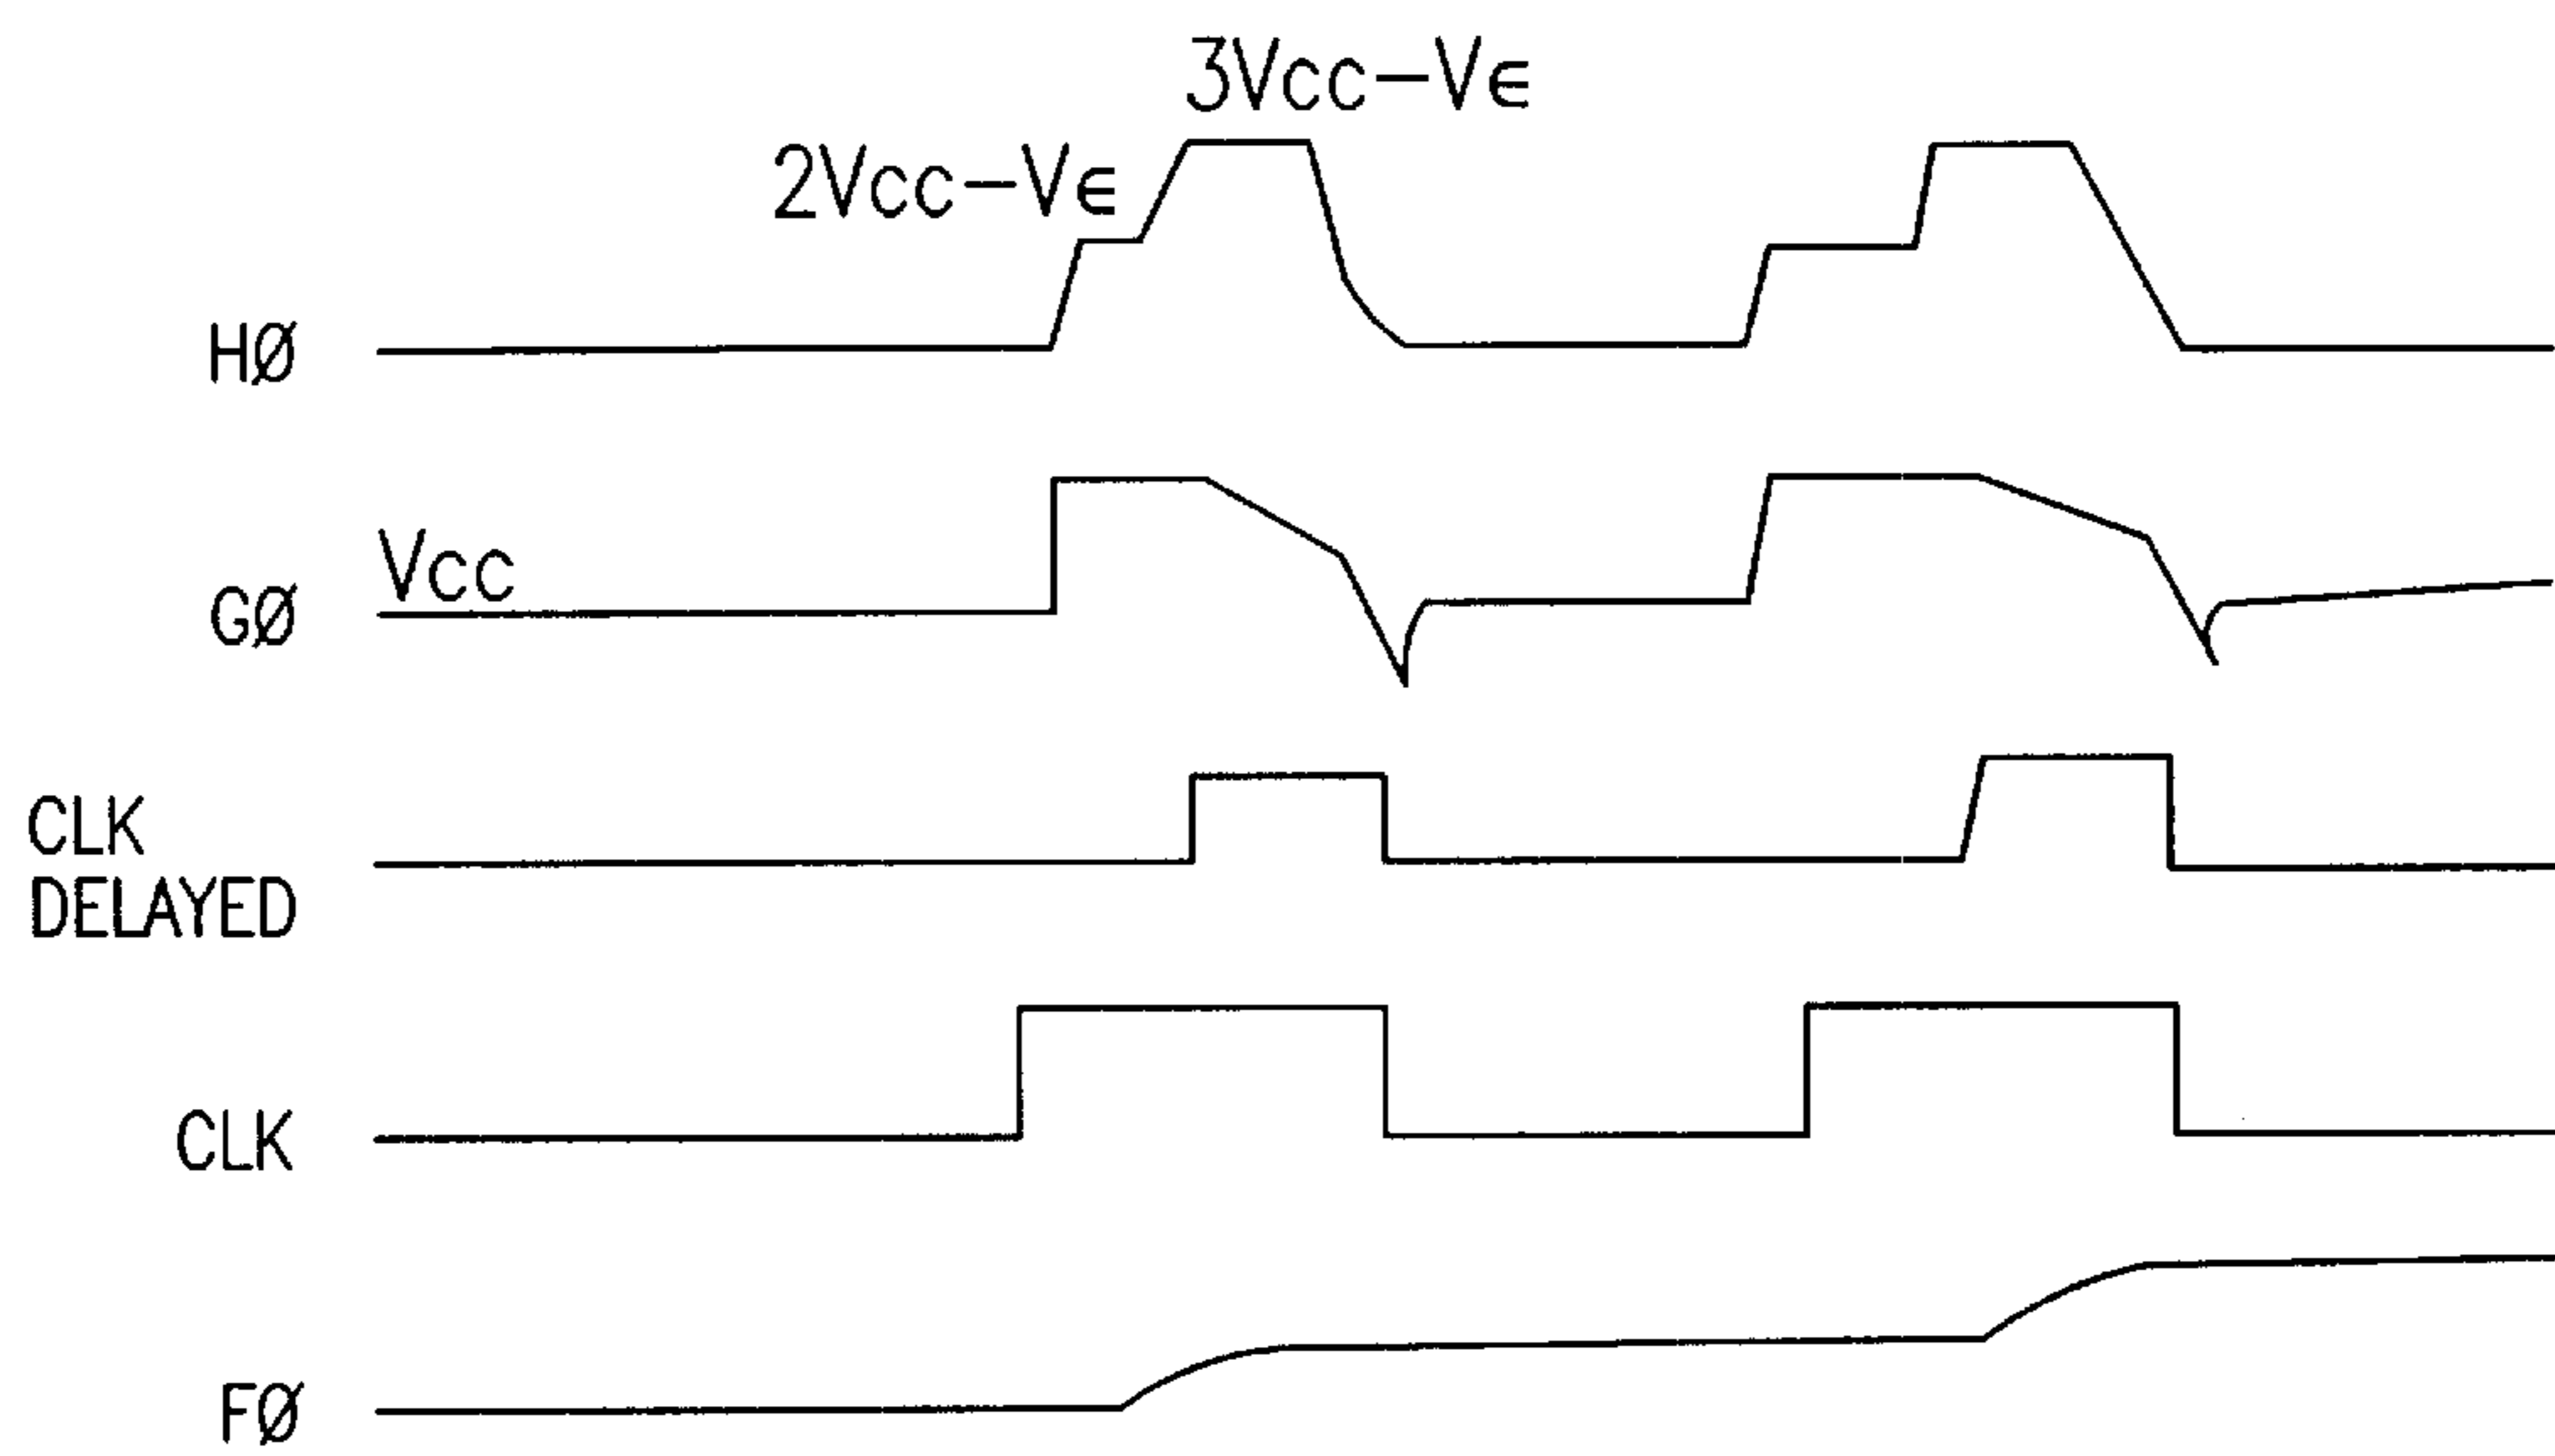 3Vcc-V∈
2Vcc-V∈
HØ
Vcc
GØ
CLK
DELAYED
CLK
FØ